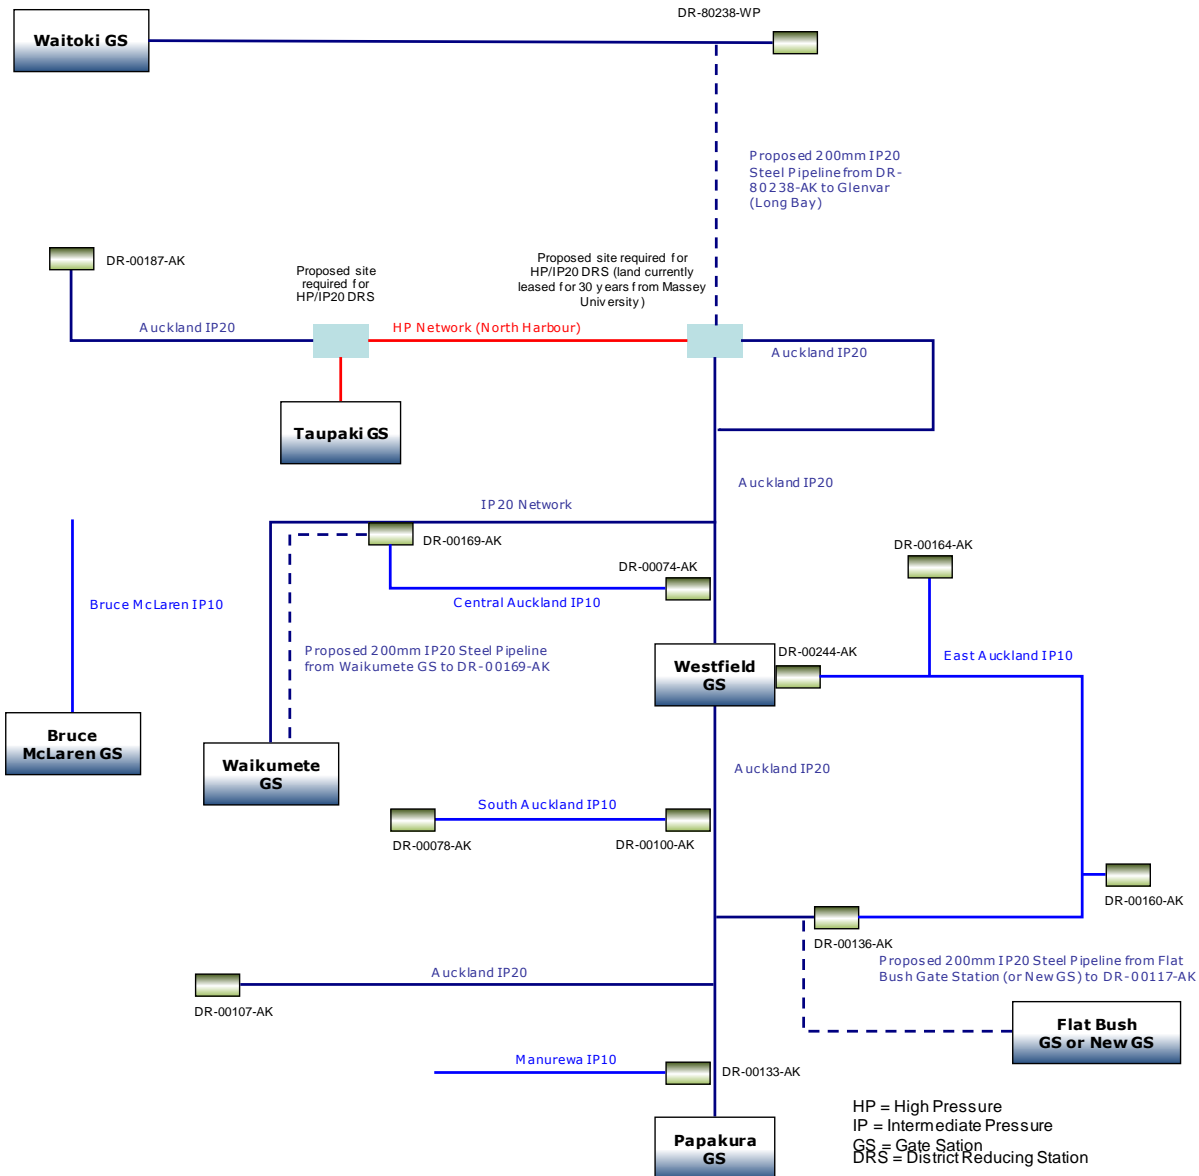 DR-80238-WP
Waitoki GS
Proposed 200mm IP20
Steel Pipeline from DR-
80238-AK to Glenvar
(Long Bay)
DR-00187-AK
Proposed site
required for
HP/IP20 DRS
Proposed site required for
HP/IP20 DRS (land currently
leased for 30 years from Massey
University)
Auckland IP20
HP Network (North Harbour)
Auckland IP20
Taupaki GS
Auckland IP20
IP20 Network
DR-00169-AK
DR-00164-AK
DR-00074-AK
Bruce McLaren IP10
Central Auckland IP10
Proposed 200mm IP20 Steel Pipeline
from Waikumete GS to DR-00169-AK
Westfield
GS
DR-00244-AK
East Auckland IP10
Bruce
McLaren GS
Waikumete
GS
Auckland IP20
South Auckland IP10
DR-00078-AK
DR-00100-AK
DR-00160-AK
DR-00136-AK
Proposed 200mm IP20 Steel Pipeline from Flat
Bush Gate Station (or New GS) to DR-00117-AK
Auckland IP20
DR-00107-AK
Flat Bush
GS or New GS
Manurewa IP10
DR-00133-AK
Papakura
GS
HP = High Pressure
IP = Intermediate Pressure
GS = Gate Sation
DRS = District Reducing Station